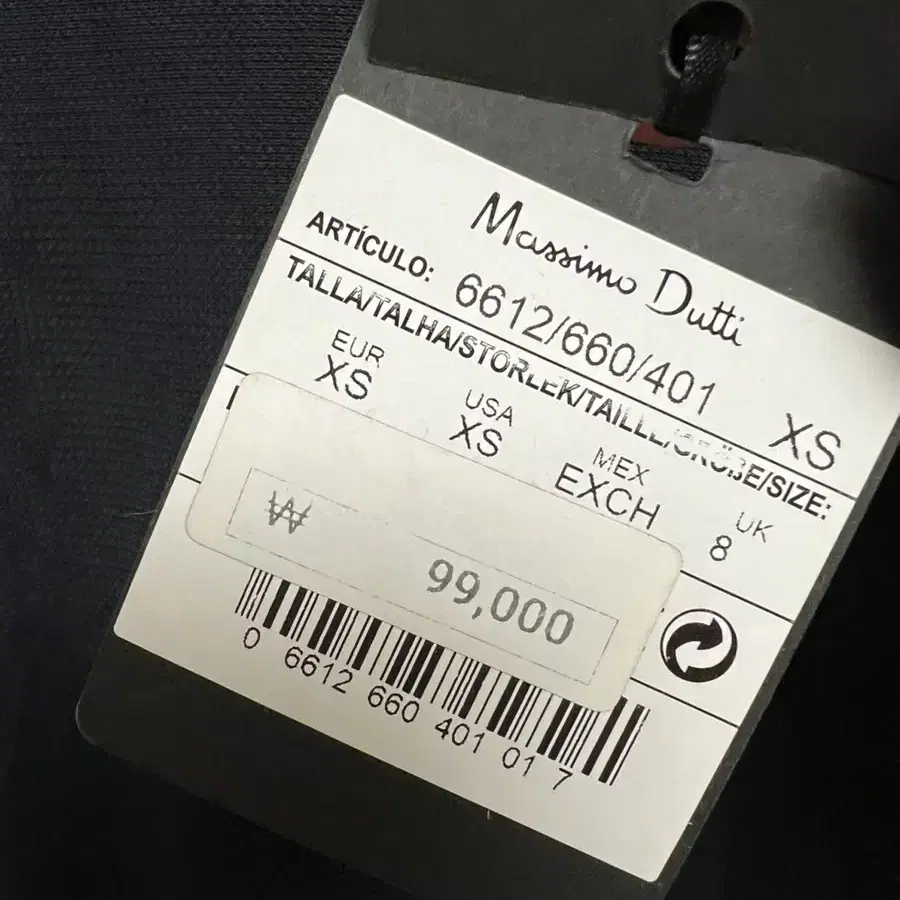 Massimo Dutti
ARTÍCULO: 6612/660/401 XS
TALLA/TALHA/STORLEK/TAILLE/GRÖßE/SIZE:
EUR USA MEX UK
XS XS EXCH 8
₩ 99,000
0 6612 660 401 01 7